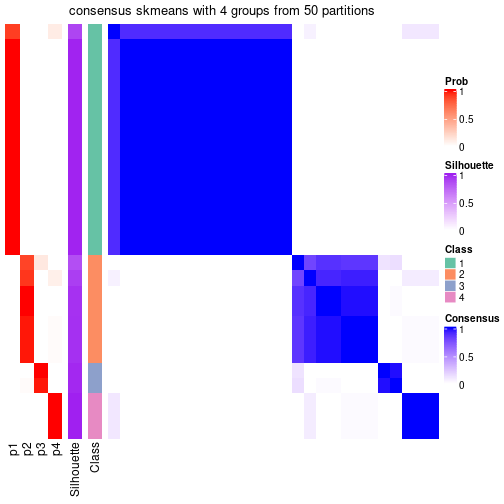 consensus skmeans with 4 groups from 50 partitions
Prob
1
0.5
0
Silhouette
1
0.5
0
Class
1
2
3
4
Consensus
1
0.5
0
p1
p2
p3
p4
Silhouette
Class